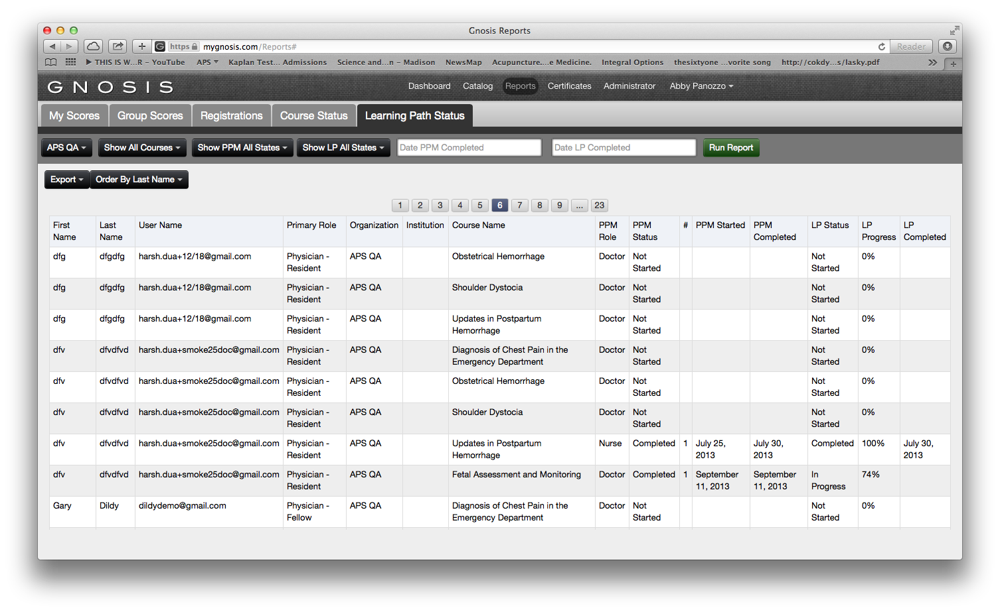 Gnosis Reports
https mygnosis.com/Reports# Reader
THIS IS W...R – YouTube APS Kaplan Test... Admissions Science and...n – Madison NewsMap Acupuncture....e Medicine. Integral Options thesixtyone ...vorite song http://cokdy...s/lasky.pdf
GNOSIS Dashboard Catalog Reports Certificates Administrator Abby Panozzo
My Scores Group Scores Registrations Course Status Learning Path Status
APS QA Show All Courses Show PPM All States Show LP All States Date PPM Completed Date LP Completed Run Report
Export Order By Last Name
1 2 3 4 5 6 7 8 9 ... 23
First Last User Name Primary Role Organization Institution Course Name PPM PPM # PPM Started PPM LP Status LP LP
Name Name Role Status Completed Progress Completed
dfg dfgdfg harsh.dua+12/18@gmail.com Physician - APS QA Obstetrical Hemorrhage Doctor Not Not 0%
Resident Started Started
dfg dfgdfg harsh.dua+12/18@gmail.com Physician - APS QA Shoulder Dystocia Doctor Not Not 0%
Resident Started Started
dfg dfgdfg harsh.dua+12/18@gmail.com Physician - APS QA Updates in Postpartum Doctor Not Not 0%
Resident Hemorrhage Started Started
dfv dfvdfvd harsh.dua+smoke25doc@gmail.com Physician - APS QA Diagnosis of Chest Pain in the Doctor Not Not 0%
Resident Emergency Department Started Started
dfv dfvdfvd harsh.dua+smoke25doc@gmail.com Physician - APS QA Obstetrical Hemorrhage Doctor Not Not 0%
Resident Started Started
dfv dfvdfvd harsh.dua+smoke25doc@gmail.com Physician - APS QA Shoulder Dystocia Doctor Not Not 0%
Resident Started Started
dfv dfvdfvd harsh.dua+smoke25doc@gmail.com Physician - APS QA Updates in Postpartum Nurse Completed 1 July 25, July 30, Completed 100% July 30,
Resident Hemorrhage 2013 2013 2013
dfv dfvdfvd harsh.dua+smoke25doc@gmail.com Physician - APS QA Fetal Assessment and Monitoring Doctor Completed 1 September September In 74%
Resident 11, 2013 11, 2013 Progress
Gary Dildy dildydemo@gmail.com Physician - APS QA Diagnosis of Chest Pain in the Doctor Not Not 0%
Fellow Emergency Department Started Started